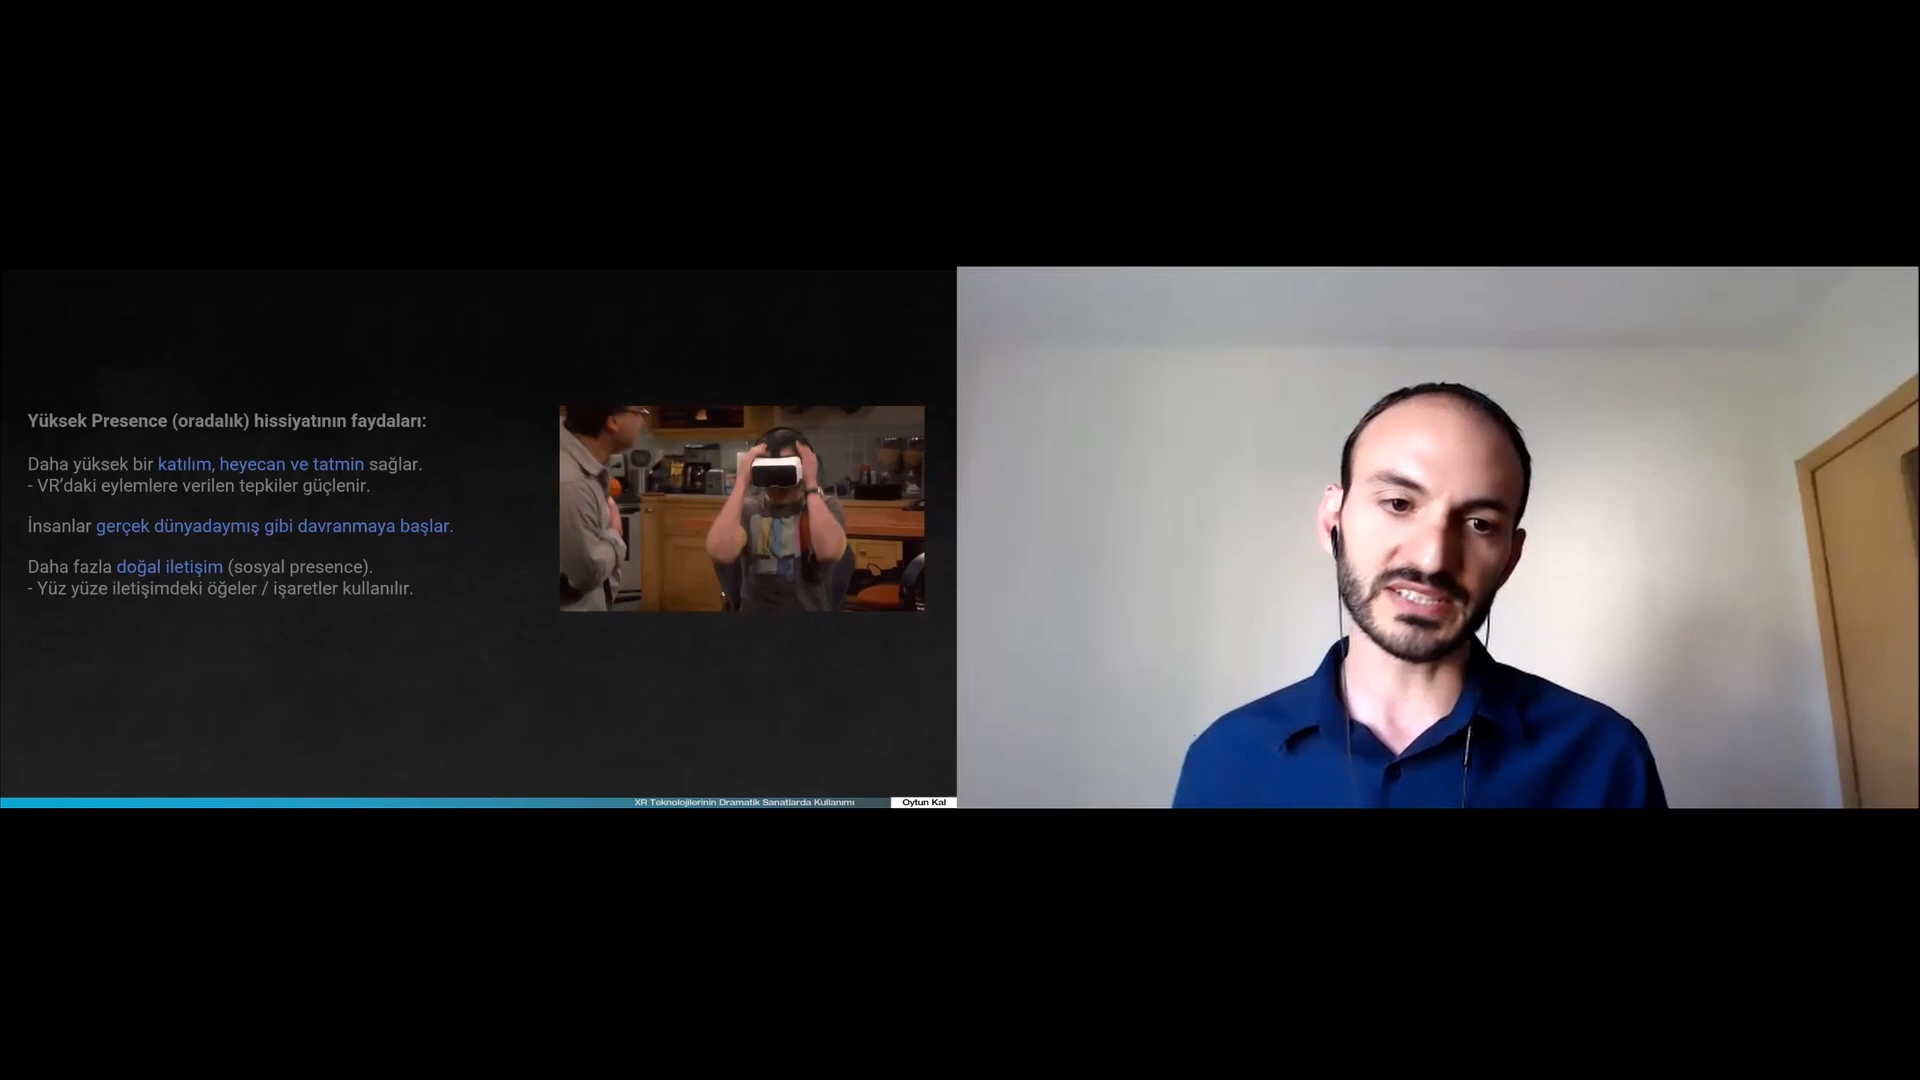 Yüksek Presence (oradalık) hissiyatının faydaları:
Daha yüksek bir katılım, heyecan ve tatmin sağlar.
- VR’daki eylemlere verilen tepkiler güçlenir.
İnsanlar gerçek dünyadaymış gibi davranmaya başlar.
Daha fazla doğal iletişim (sosyal presence).
- Yüz yüze iletişimdeki öğeler / işaretler kullanılır.
XR Teknolojilerinin Dramatik Sanatlarda Kullanımı
Oytun Kal